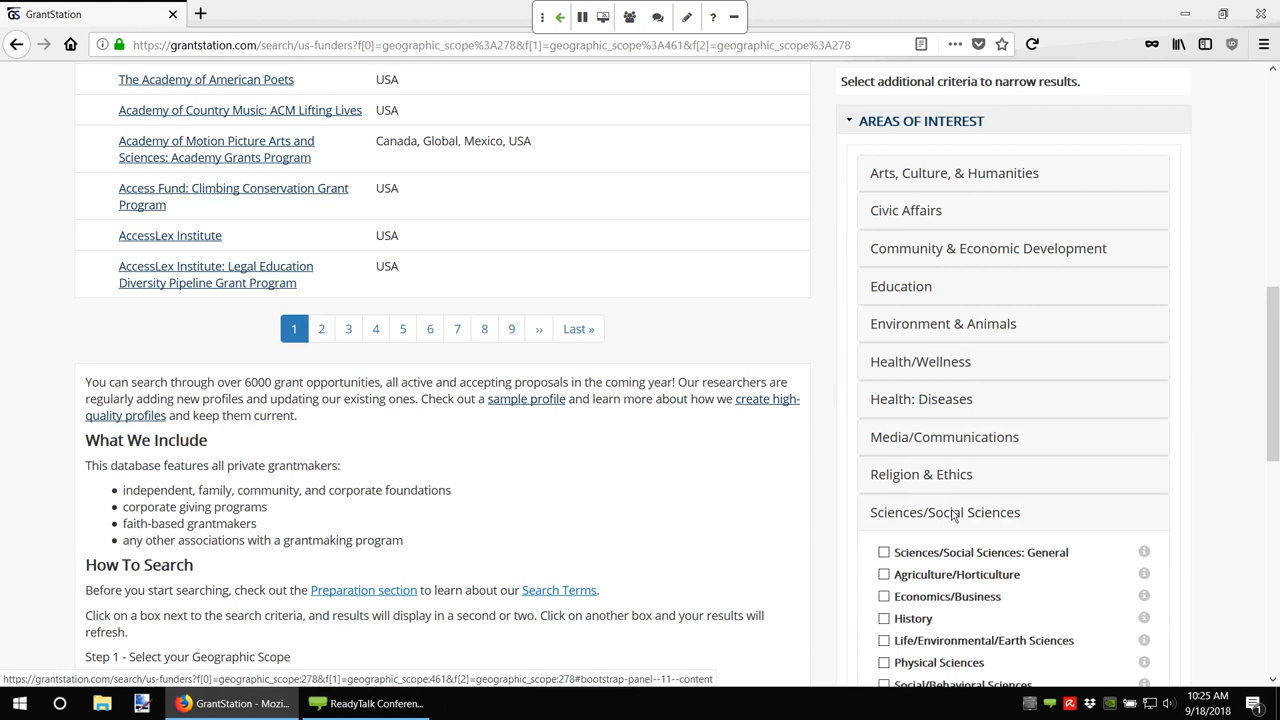 GrantStation
https://grantstation.com/search/us-funders?f[0]=geographic_scope%3A278&f[1]=geographic_scope%3A461&f[2]=geographic_scope%3A278
The Academy of American Poets USA
Academy of Country Music: ACM Lifting Lives USA
Academy of Motion Picture Arts and Canada, Global, Mexico, USA
Sciences: Academy Grants Program
Access Fund: Climbing Conservation Grant USA
Program
AccessLex Institute USA
AccessLex Institute: Legal Education USA
Diversity Pipeline Grant Program
1 2 3 4 5 6 7 8 9 ›› Last »
You can search through over 6000 grant opportunities, all active and accepting proposals in the coming year! Our researchers are
regularly adding new profiles and updating our existing ones. Check out a sample profile and learn more about how we create high-
quality profiles and keep them current.
What We Include
This database features all private grantmakers:
• independent, family, community, and corporate foundations
• corporate giving programs
• faith-based grantmakers
• any other associations with a grantmaking program
How To Search
Before you start searching, check out the Preparation section to learn about our Search Terms.
Click on a box next to the search criteria, and results will display in a second or two. Click on another box and your results will
refresh.
Step 1 - Select your Geographic Scope
Select additional criteria to narrow results.
AREAS OF INTEREST
Arts, Culture, & Humanities
Civic Affairs
Community & Economic Development
Education
Environment & Animals
Health/Wellness
Health: Diseases
Media/Communications
Religion & Ethics
Sciences/Social Sciences
Sciences/Social Sciences: General
Agriculture/Horticulture
Economics/Business
History
Life/Environmental/Earth Sciences
Physical Sciences
Social/Behavioral Sciences
https://grantstation.com/search/us-funders?f[0]=geographic_scope:278&f[1]=geographic_scope:461&f[2]=geographic_scope:278#bootstrap-panel--11--content
GrantStation - Mozi...
ReadyTalk Conferen...
10:25 AM
9/18/2018